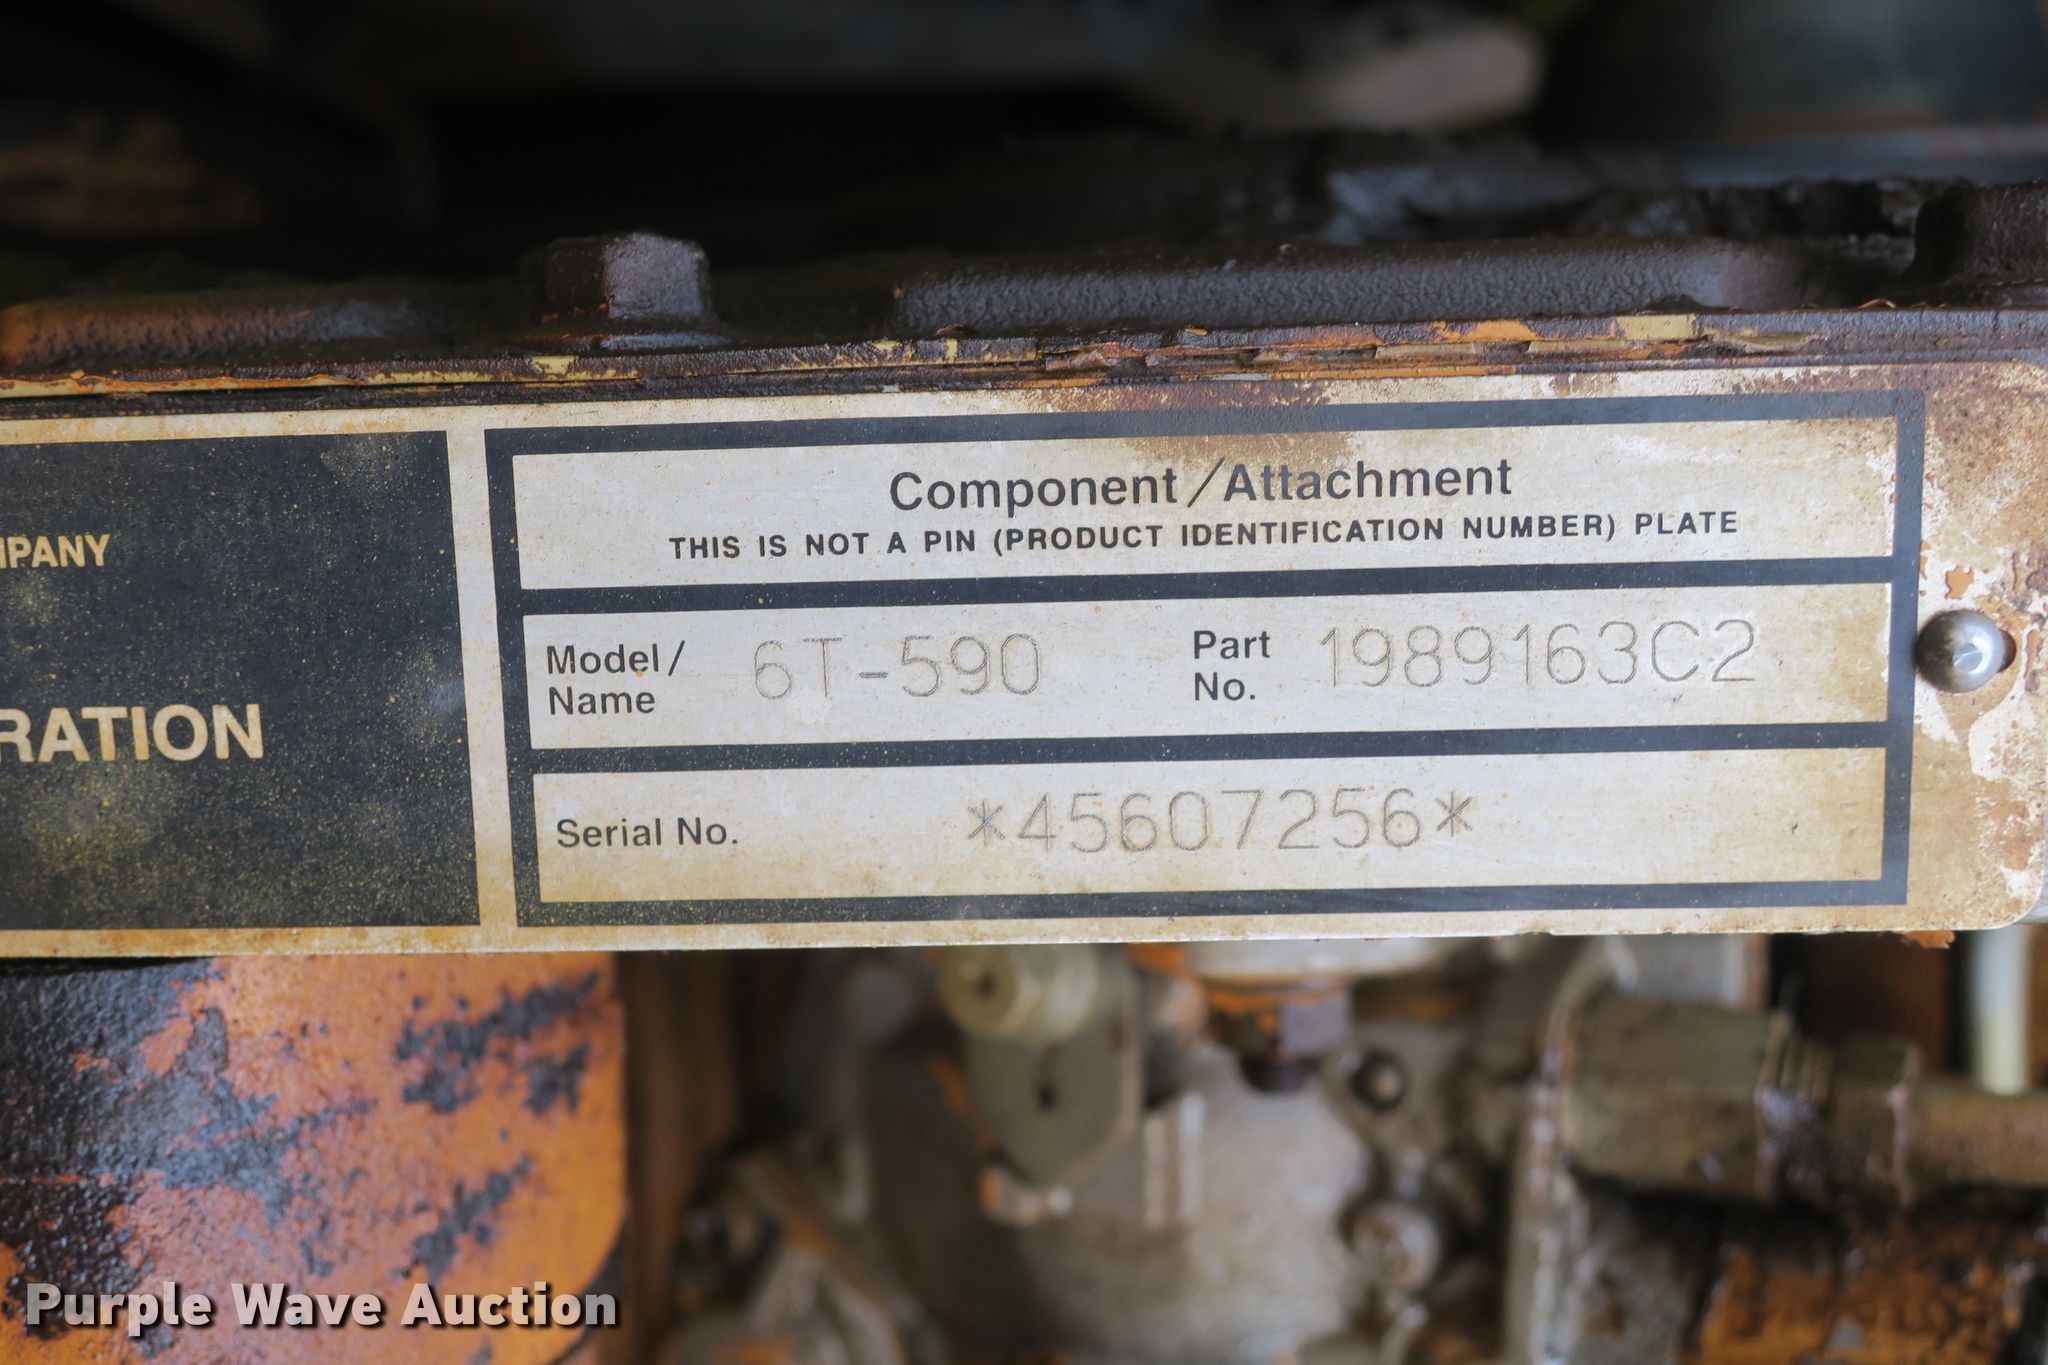 MPANY
RATION
Component/Attachment
THIS IS NOT A PIN (PRODUCT IDENTIFICATION NUMBER) PLATE
Model/Name 6T-590 Part No. 1989163C2
Serial No. *45607256*
Purple Wave Auction